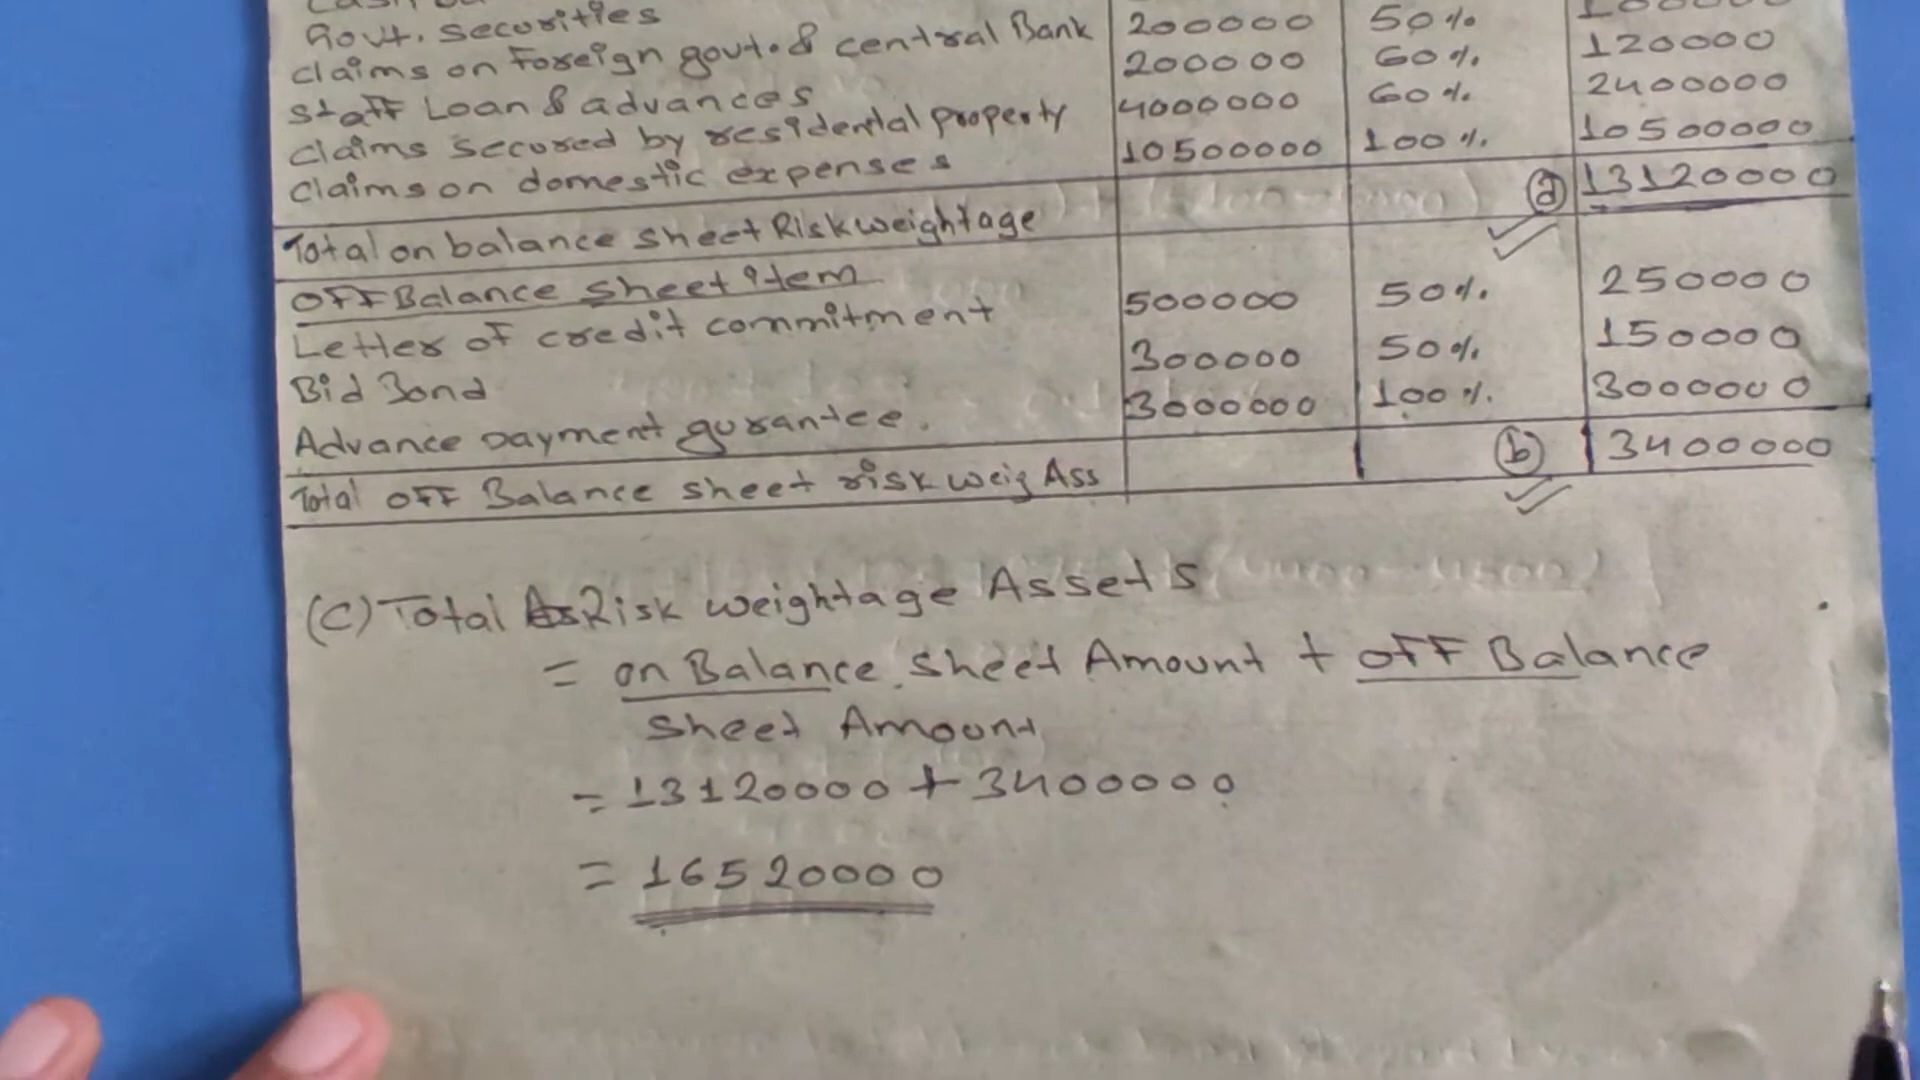 Govt. securities
claims on Foreign govt. & central Bank 200000 50% 100000
staff Loan & advances 200000 60% 120000
claims secured by residental property 4000000 60% 2400000
claims on domestic expenses 10500000 100% 10500000
Total on balance sheet Risk weightage (a) 13120000
OFF Balance sheet item
Letter of credit commitment 500000 50% 250000
Bid Bond 300000 50% 150000
Advance payment gurantee. 3000000 100% 3000000
Total OFF Balance sheet risk weig Ass (b) 3400000
(C) Total Risk weightage Assets
= on Balance sheet Amount + OFF Balance
sheet Amount
= 13120000 + 3400000
= 16520000